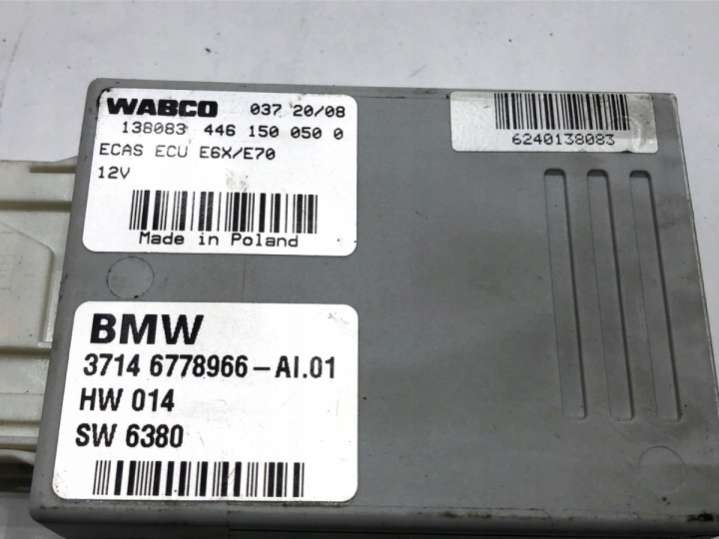 WABCO 037 20/08
138083 446 150 050 0
ECAS ECU E6X/E70
12V
Made in Poland
6240138083
BMW
3714 6778966-AI.01
HW 014
SW 6380